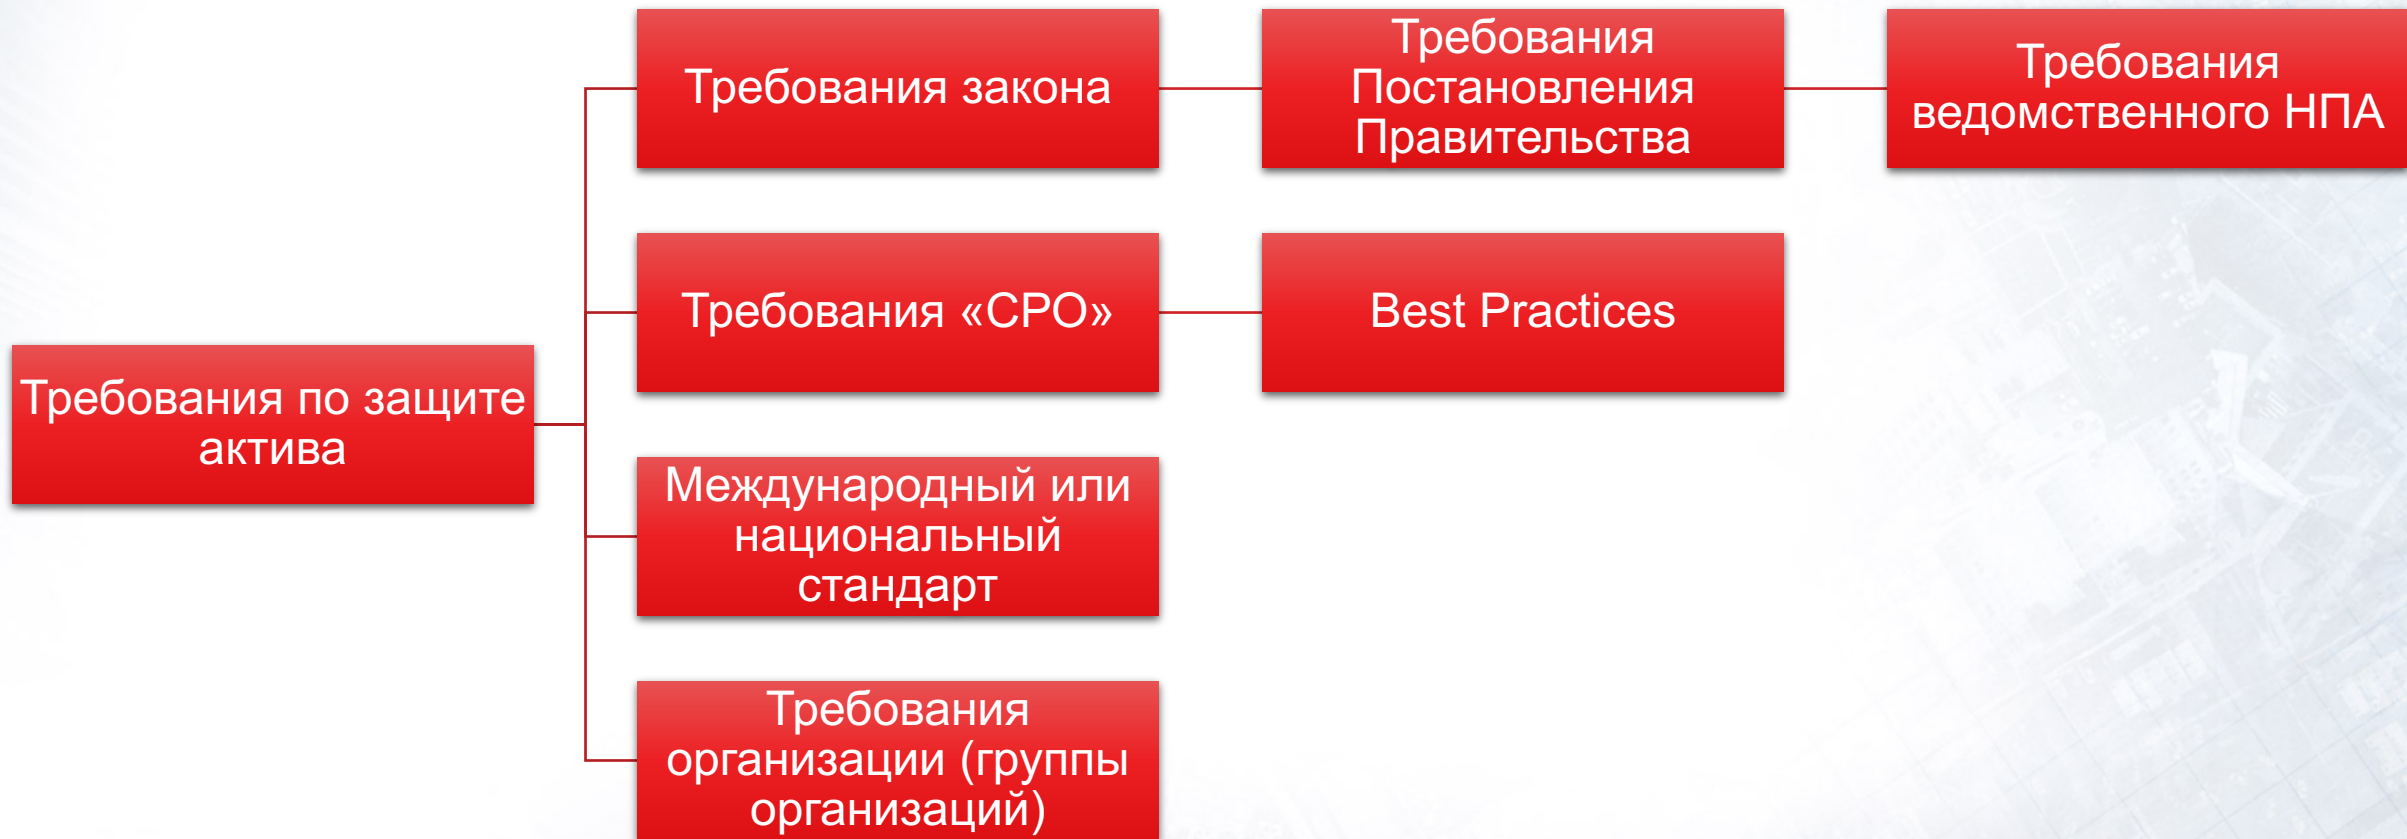 Требования закона
Требования
Постановления
Правительства
Требования
ведомственного НПА
Требования «СРО»
Best Practices
Требования по защите
актива
Международный или
национальный
стандарт
Требования
организации (группы
организаций)